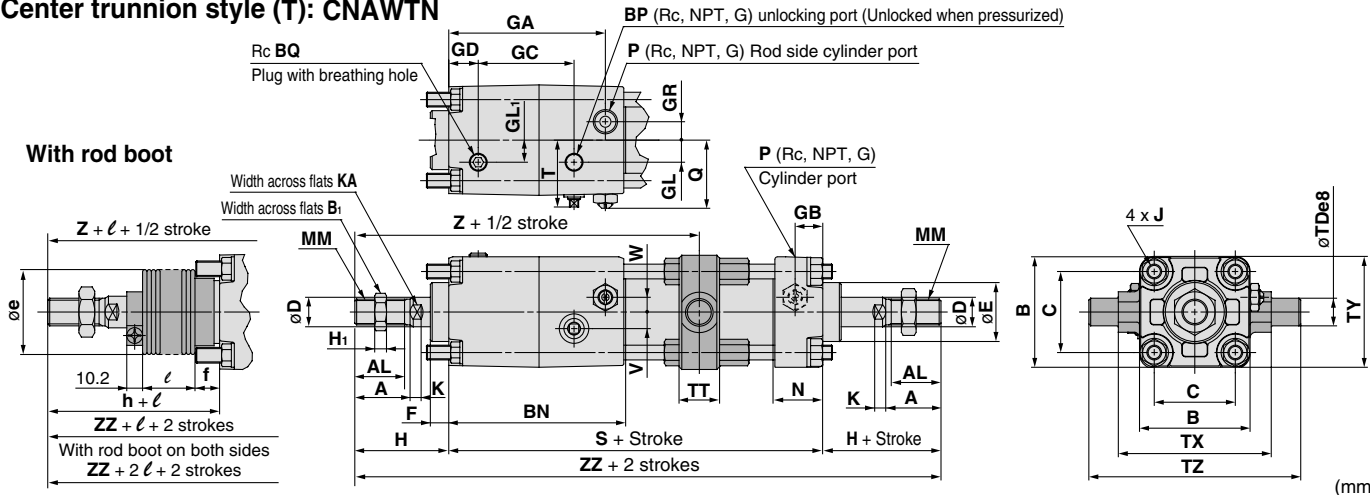 Center trunnion style (T): CNAWTN
BP (Rc, NPT, G) unlocking port (Unlocked when pressurized)
GA
Rc BQ
Plug with breathing hole
GD
GC
P (Rc, NPT, G) Rod side cylinder port
GR
GL1
T
GL
Q
With rod boot
Width across flats KA
Width across flats B1
P (Rc, NPT, G)
Cylinder port
GB
Z + ℓ + 1/2 stroke
Z + 1/2 stroke
MM
W
MM
4 x J
øTDe8
øe
øD
øD
øE
B
C
TY
H1
AL
A
K
V
TT
N
AL
K
A
10.2
ℓ
f
h + ℓ
F
BN
C
B
ZZ + ℓ + 2 strokes
H
S + Stroke
H + Stroke
TX
With rod boot on both sides
ZZ + 2 ℓ + 2 strokes
ZZ + 2 strokes
TZ
(mm